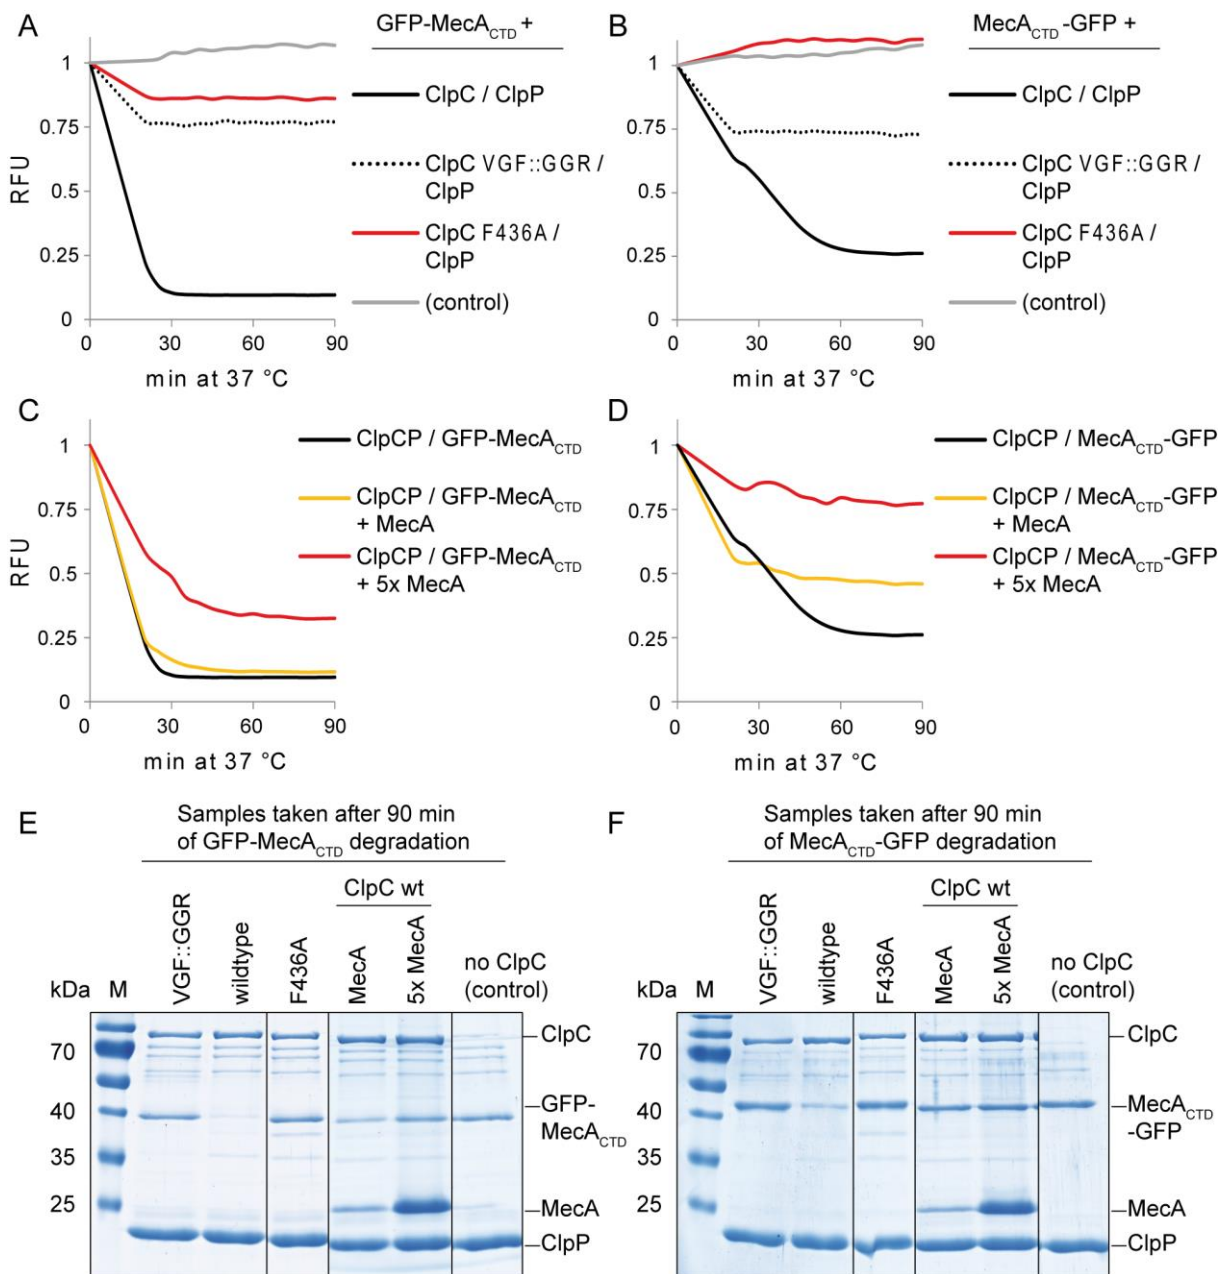 A
GFP-MecA_CTD +
1
0.75
0.5
0.25
0
RFU
0 30 60 90
min at 37 °C
ClpC / ClpP
ClpC VGF::GGR /
ClpP
ClpC F436A /
ClpP
(control)
B
MecA_CTD-GFP +
1
0.75
0.5
0.25
0
0 30 60 90
min at 37 °C
ClpC / ClpP
ClpC VGF::GGR /
ClpP
ClpC F436A /
ClpP
(control)
C
1
0.75
0.5
0.25
0
RFU
0 30 60 90
min at 37 °C
ClpCP / GFP-MecA_CTD
ClpCP / GFP-MecA_CTD
+ MecA
ClpCP / GFP-MecA_CTD
+ 5x MecA
D
1
0.75
0.5
0.25
0
0 30 60 90
min at 37 °C
ClpCP / MecA_CTD-GFP
ClpCP / MecA_CTD-GFP
+ MecA
ClpCP / MecA_CTD-GFP
+ 5x MecA
E
Samples taken after 90 min
of GFP-MecA_CTD degradation
ClpC wt
kDa M VGF::GGR wildtype F436A MecA 5x MecA no ClpC
(control)
70
40
35
25
ClpC
GFP-
MecA_CTD
MecA
ClpP
F
Samples taken after 90 min
of MecA_CTD-GFP degradation
ClpC wt
kDa M VGF::GGR wildtype F436A MecA 5x MecA no ClpC
(control)
70
40
35
25
ClpC
MecA_CTD
-GFP
MecA
ClpP